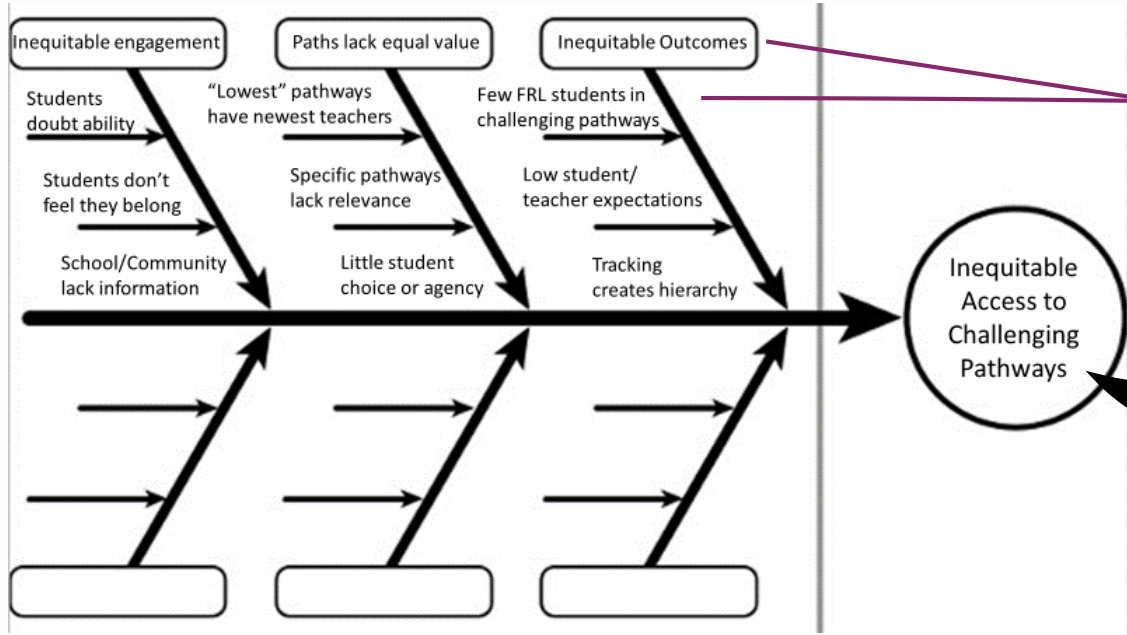 Inequitable engagement
Paths lack equal value
Inequitable Outcomes
Students
doubt ability
"Lowest" pathways
have newest teachers
Few FRL students in
challenging pathways
Students don't
feel they belong
Specific pathways
lack relevance
Low student/
teacher expectations
School/Community
lack information
Little student
choice or agency
Tracking
creates hierarchy
Inequitable
Access to
Challenging
Pathways